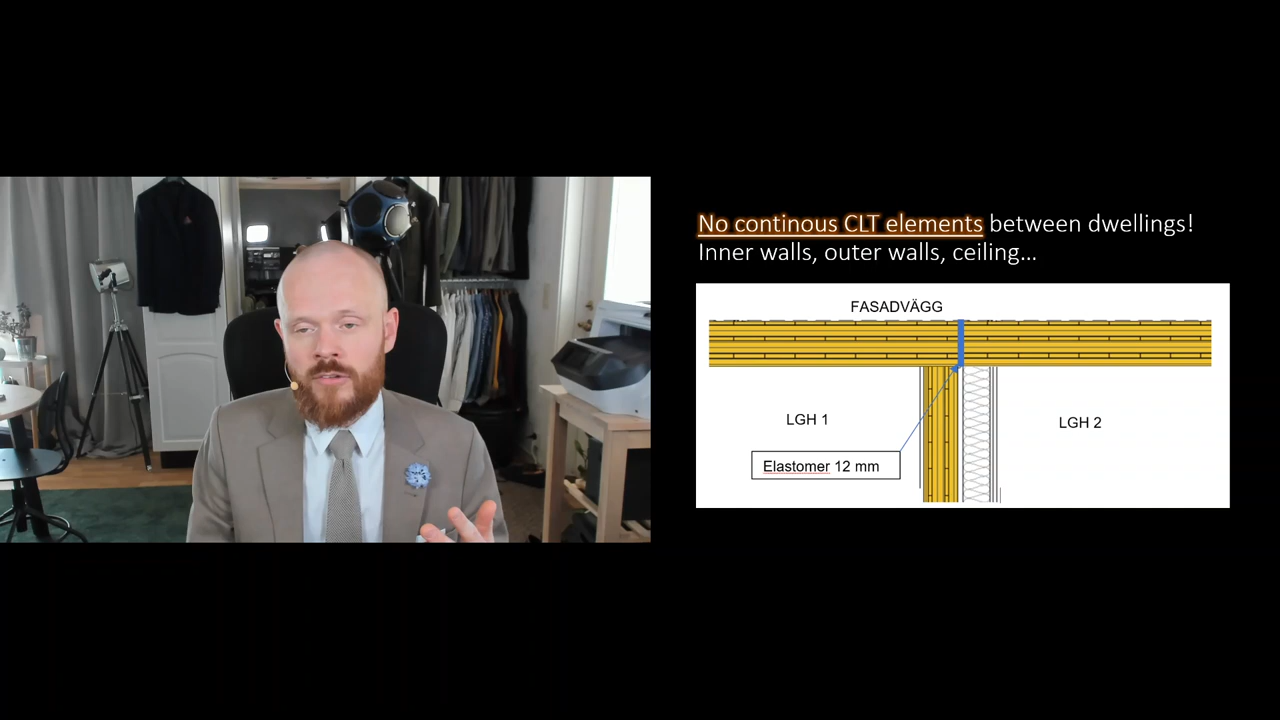 No continous CLT elements between dwellings!
Inner walls, outer walls, ceiling...
FASADVÄGG
LGH 1
LGH 2
Elastomer 12 mm